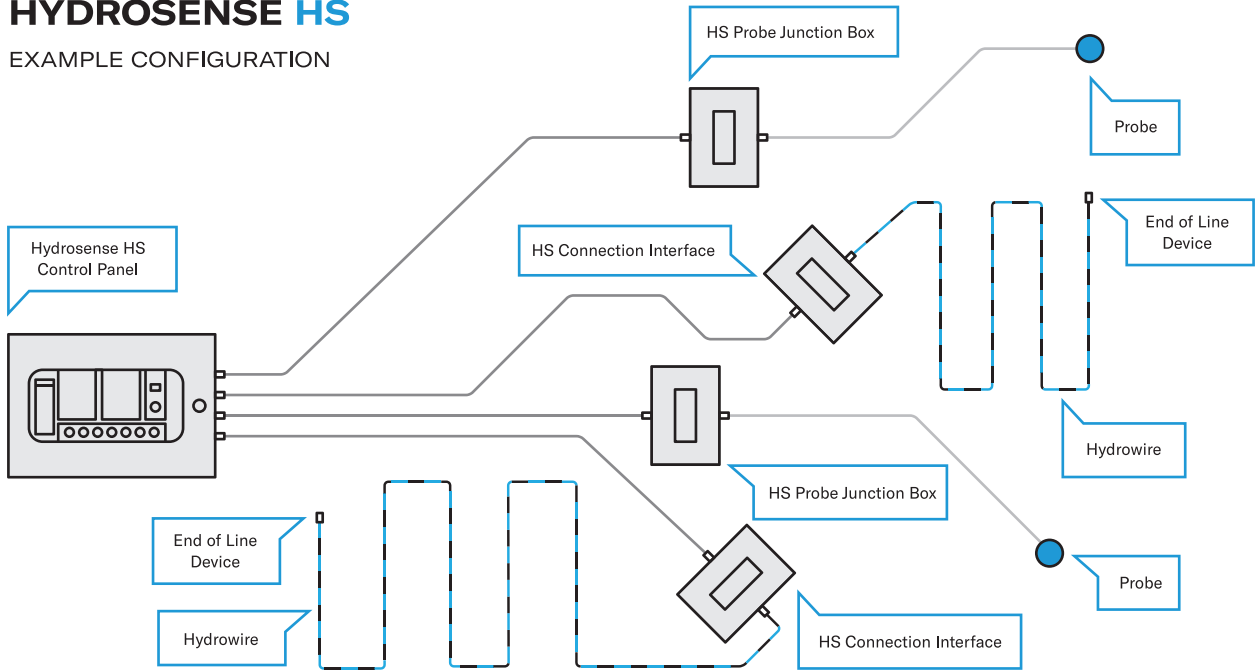 HYDROSENSE HS
EXAMPLE CONFIGURATION
HS Probe Junction Box
Probe
End of Line
Device
HS Connection Interface
Hydrosense HS
Control Panel
Hydrowire
HS Probe Junction Box
End of Line
Device
Probe
Hydrowire
HS Connection Interface